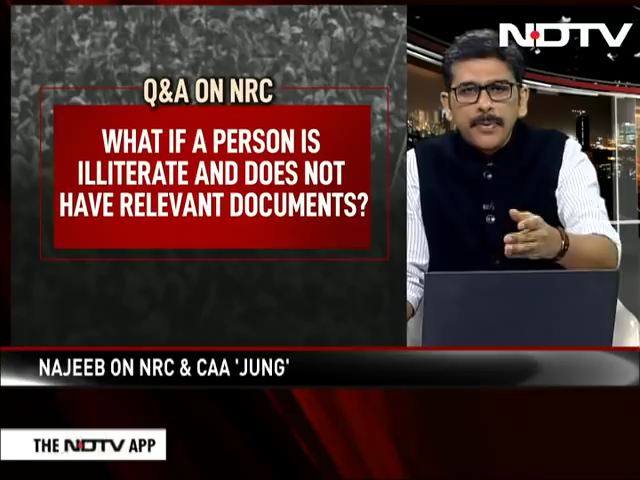 NDTV
Q&A ON NRC
WHAT IF A PERSON IS
ILLITERATE AND DOES NOT
HAVE RELEVANT DOCUMENTS?
NAJEEB ON NRC & CAA 'JUNG'
THE NDTV APP